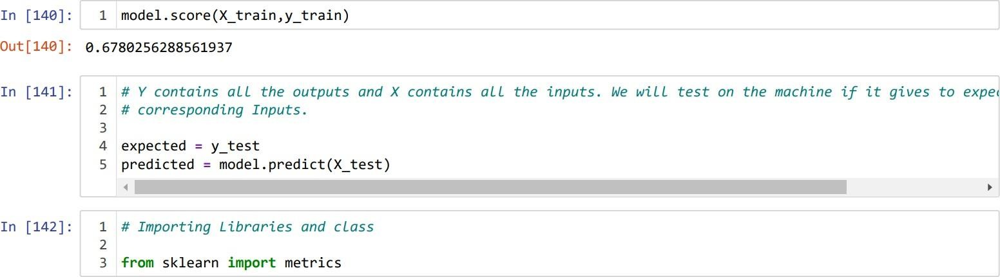 In [140]:
1 model.score(X_train,y_train)
Out[140]: 0.6780256288561937
In [141]:
1 # Y contains all the outputs and X contains all the inputs. We will test on the machine if it gives to
2 # corresponding Inputs.
3
4 expected = y_test
5 predicted = model.predict(X_test)
In [142]:
1 # Importing Libraries and class
2
3 from sklearn import metrics